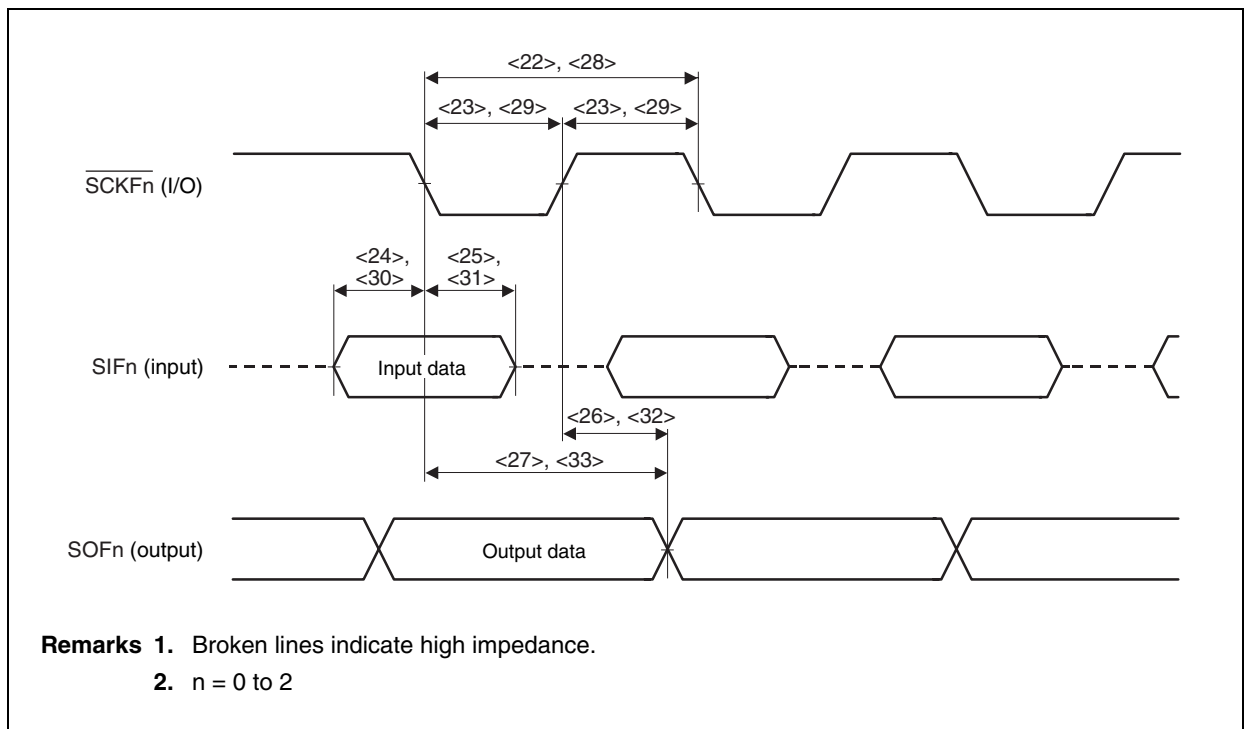 <22>, <28>
<23>, <29> <23>, <29>
SCKFn (I/O)
<24>, <25>,
<30> <31>
SIFn (input)
Input data
<26>, <32>
<27>, <33>
SOFn (output)
Output data
Remarks 1. Broken lines indicate high impedance.
2. n = 0 to 2